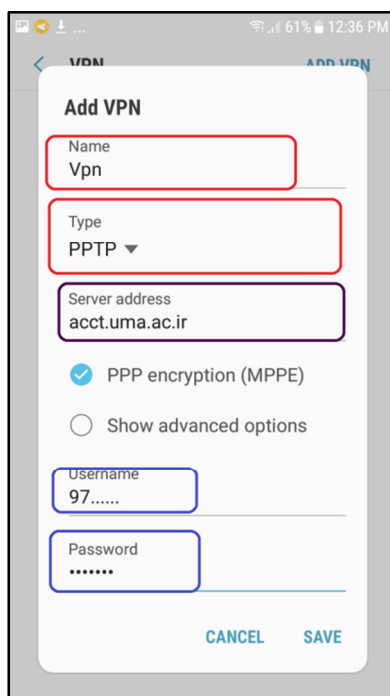 61% 12:36 PM
VPN ADD VPN
Add VPN
Name
Vpn
Type
PPTP
Server address
acct.uma.ac.ir
PPP encryption (MPPE)
Show advanced options
Username
97......
Password
•••••••
CANCEL SAVE